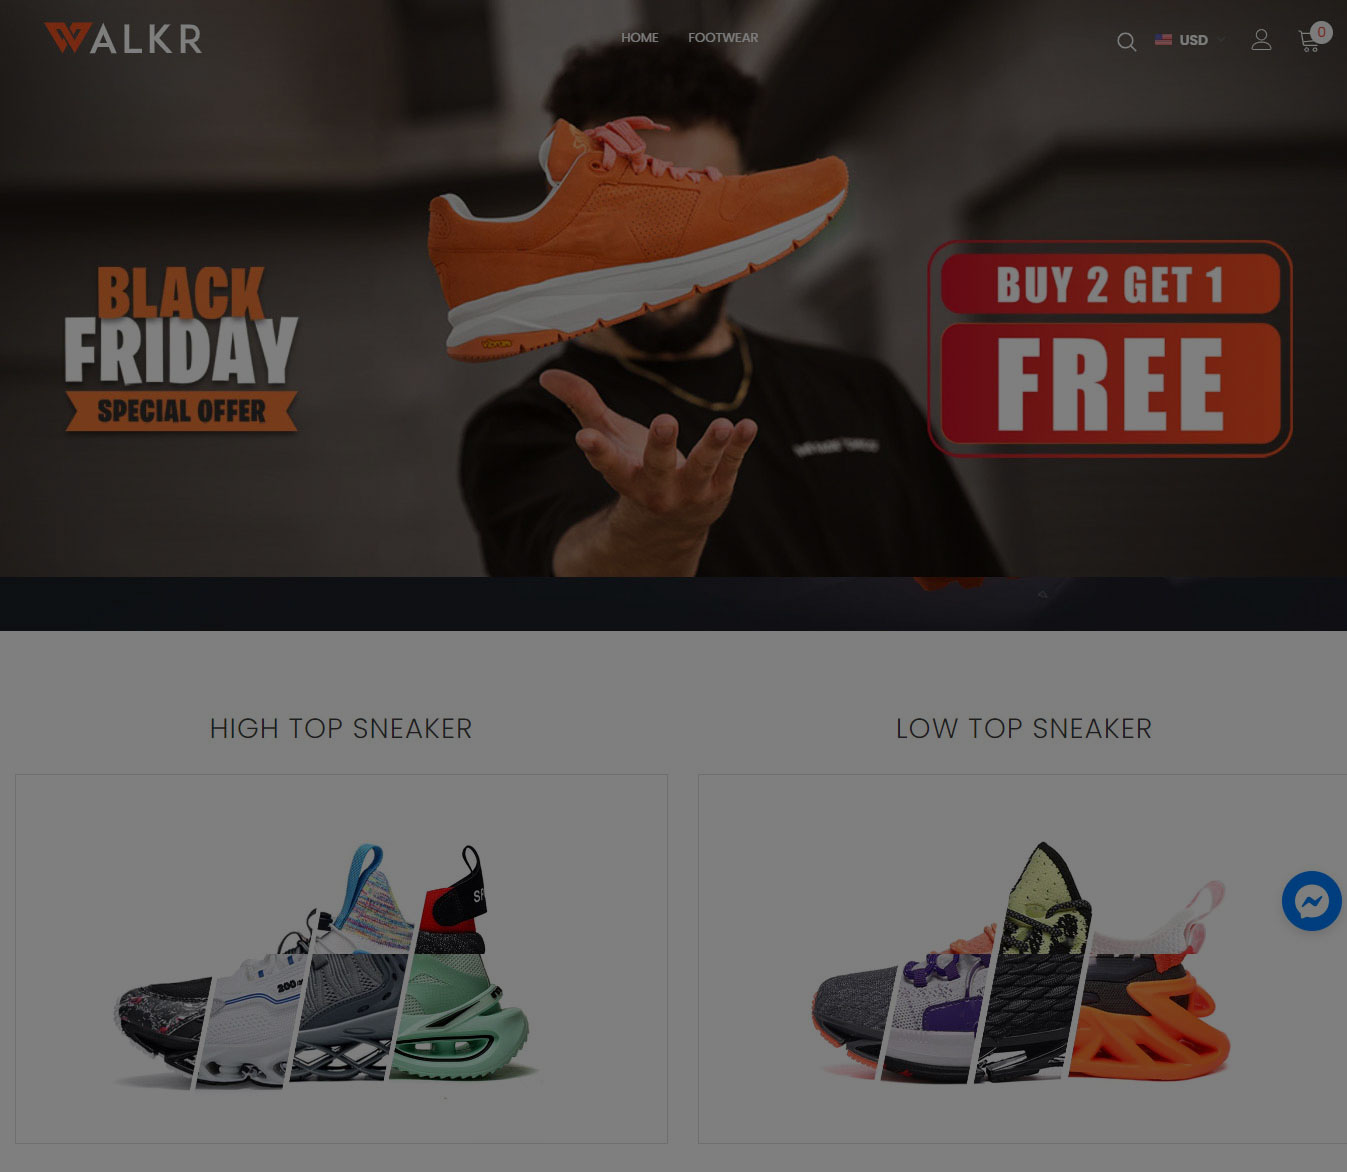 WALKR
HOME FOOTWEAR
USD
0
BLACK
FRIDAY
SPECIAL OFFER
BUY 2 GET 1
FREE
HIGH TOP SNEAKER
LOW TOP SNEAKER
200